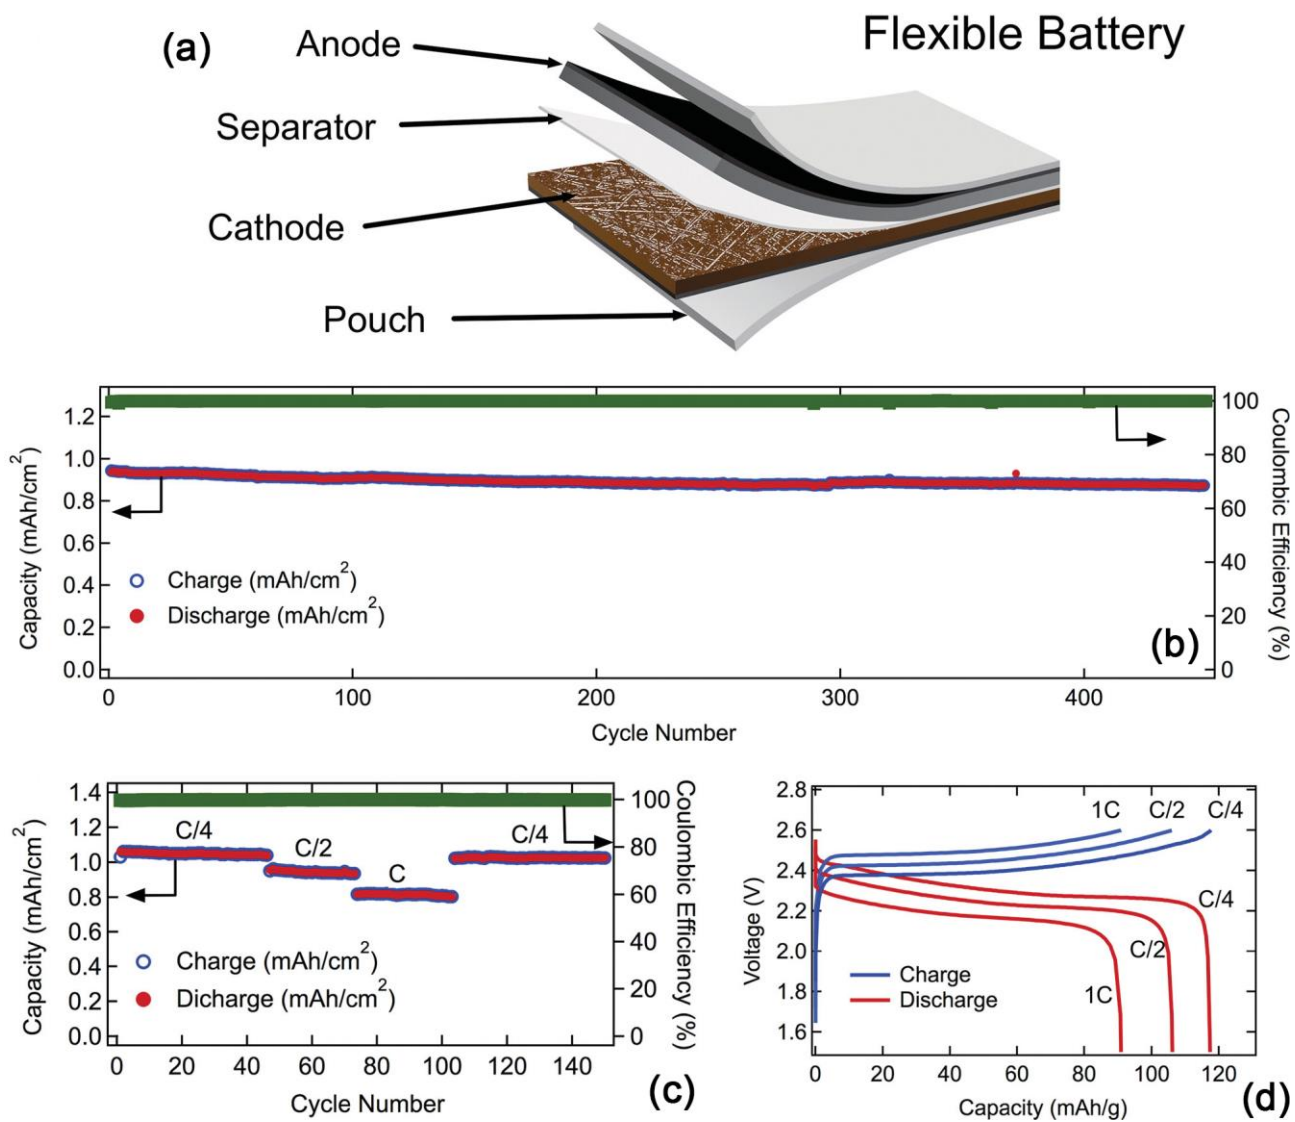 (a)
Anode
Separator
Cathode
Pouch
Flexible Battery
Capacity (mAh/cm²)
1.2
1.0
0.8
0.6
0.4
0.2
0.0
Charge (mAh/cm²)
Discharge (mAh/cm²)
100
80
60
40
20
0
Coulombic Efficiency (%)
(b)
0
100
200
300
400
Cycle Number
Capacity (mAh/cm²)
1.4
1.2
1.0
0.8
0.6
0.4
0.2
0.0
C/4
C/2
C
C/4
Charge (mAh/cm²)
Dicharge (mAh/cm²)
100
80
60
40
20
0
Coulombic Efficiency (%)
0
20
40
60
80
100
120
140
Cycle Number
(c)
Voltage (V)
2.8
2.6
2.4
2.2
2.0
1.8
1.6
1C
C/2
C/4
C/4
C/2
1C
Charge
Discharge
0
20
40
60
80
100
120
Capacity (mAh/g)
(d)